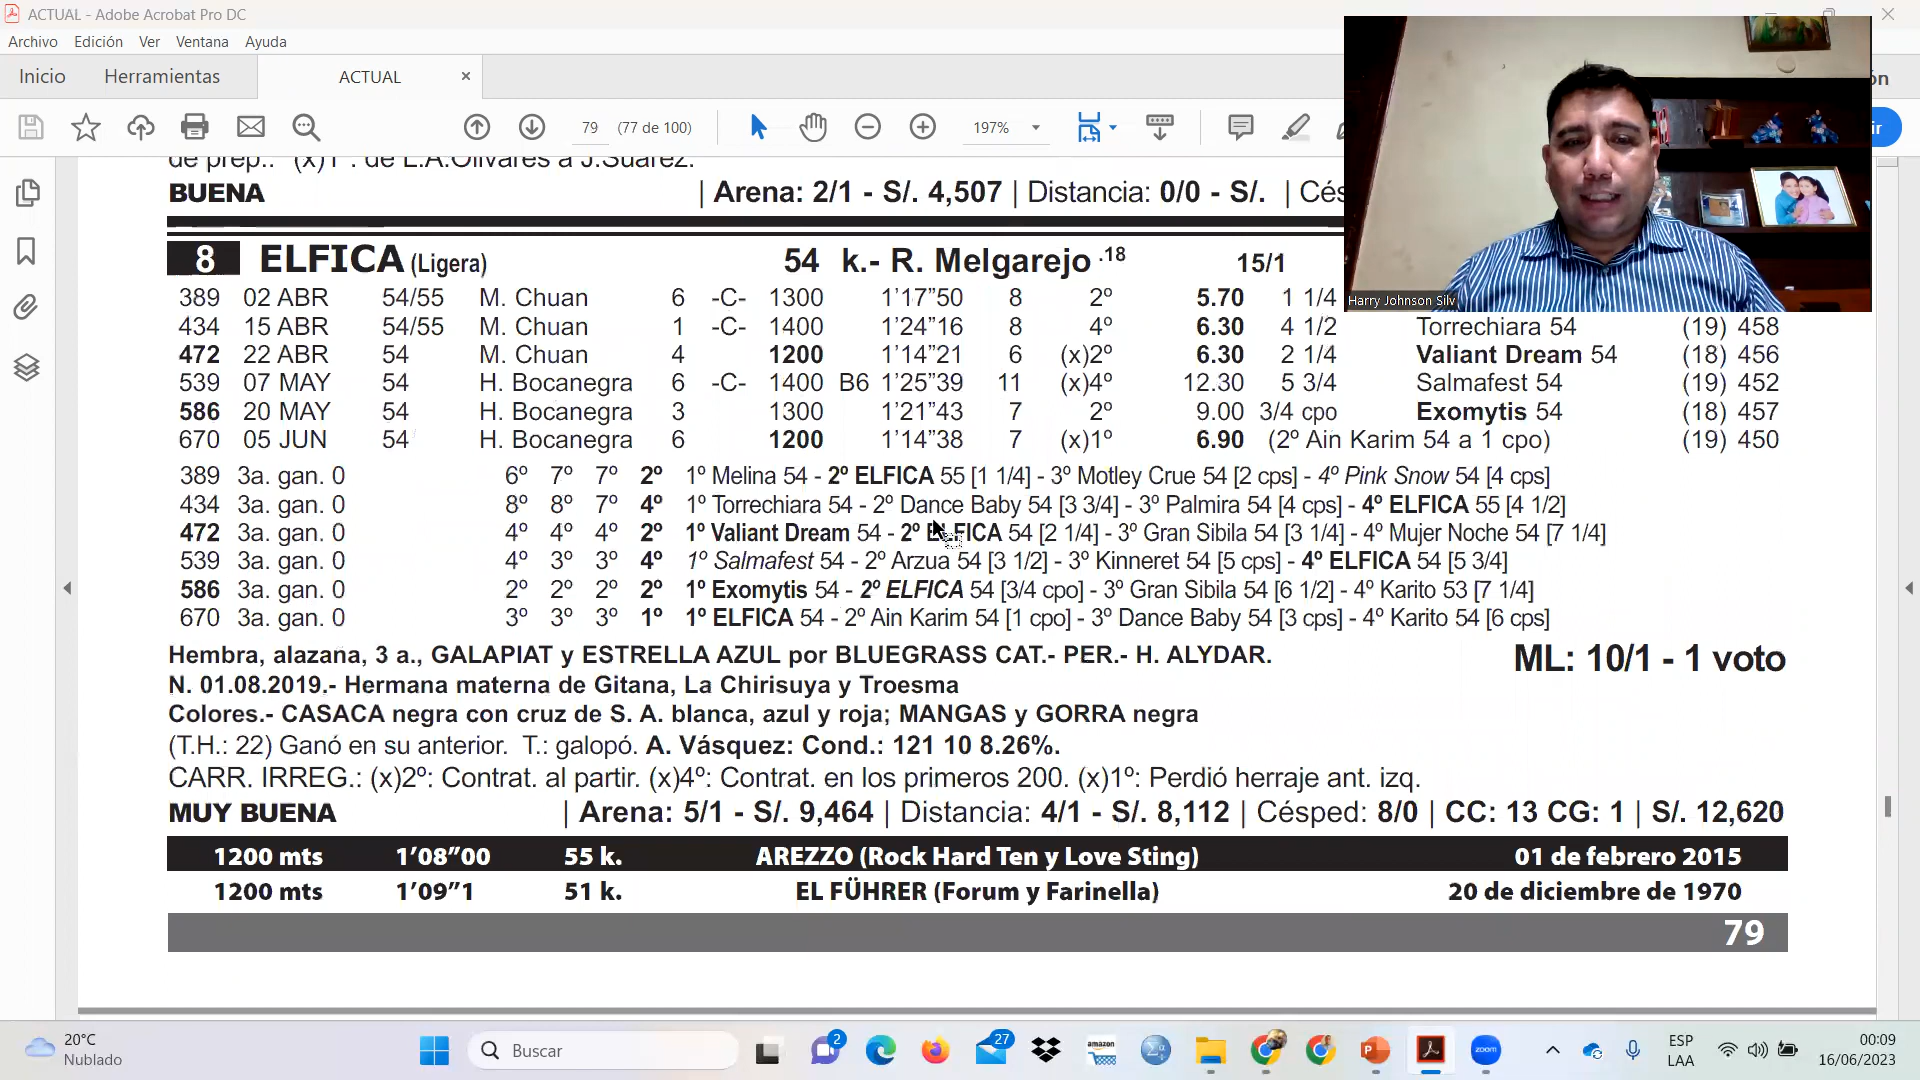 ACTUAL - Adobe Acrobat Pro DC
Archivo Edición Ver Ventana Ayuda
Inicio Herramientas ACTUAL
79 (77 de 100) 197%
de prep.: (x)1º: de L.A.Olivares a J.Suárez.
BUENA | Arena: 2/1 - S/. 4,507 | Distancia: 0/0 - S/. | Cés
8 ELFICA (Ligera) 54 k.- R. Melgarejo .18 15/1
389 02 ABR 54/55 M. Chuan 6 -C- 1300 1'17"50 8 2º 5.70 1 1/4
Harry Johnson Silv
434 15 ABR 54/55 M. Chuan 1 -C- 1400 1'24"16 8 4º 6.30 4 1/2 Torrechiara 54 (19) 458
472 22 ABR 54 M. Chuan 4 1200 1'14"21 6 (x)2º 6.30 2 1/4 Valiant Dream 54 (18) 456
539 07 MAY 54 H. Bocanegra 6 -C- 1400 B6 1'25"39 11 (x)4º 12.30 5 3/4 Salmafest 54 (19) 452
586 20 MAY 54 H. Bocanegra 3 1300 1'21"43 7 2º 9.00 3/4 cpo Exomytis 54 (18) 457
670 05 JUN 54 H. Bocanegra 6 1200 1'14"38 7 (x)1º 6.90 (2º Ain Karim 54 a 1 cpo) (19) 450
389 3a. gan. 0 6º 7º 7º 2º 1º Melina 54 - 2º ELFICA 55 [1 1/4] - 3º Motley Crue 54 [2 cps] - 4º Pink Snow 54 [4 cps]
434 3a. gan. 0 8º 8º 7º 4º 1º Torrechiara 54 - 2º Dance Baby 54 [3 3/4] - 3º Palmira 54 [4 cps] - 4º ELFICA 55 [4 1/2]
472 3a. gan. 0 4º 4º 4º 2º 1º Valiant Dream 54 - 2º ELFICA 54 [2 1/4] - 3º Gran Sibila 54 [3 1/4] - 4º Mujer Noche 54 [7 1/4]
539 3a. gan. 0 4º 3º 3º 4º 1º Salmafest 54 - 2º Arzua 54 [3 1/2] - 3º Kinneret 54 [5 cps] - 4º ELFICA 54 [5 3/4]
586 3a. gan. 0 2º 2º 2º 2º 1º Exomytis 54 - 2º ELFICA 54 [3/4 cpo] - 3º Gran Sibila 54 [6 1/2] - 4º Karito 53 [7 1/4]
670 3a. gan. 0 3º 3º 3º 1º 1º ELFICA 54 - 2º Ain Karim 54 [1 cpo] - 3º Dance Baby 54 [3 cps] - 4º Karito 54 [6 cps]
Hembra, alazana, 3 a., GALAPIAT y ESTRELLA AZUL por BLUEGRASS CAT.- PER.- H. ALYDAR. ML: 10/1 - 1 voto
N. 01.08.2019.- Hermana materna de Gitana, La Chirisuya y Troesma
Colores.- CASACA negra con cruz de S. A. blanca, azul y roja; MANGAS y GORRA negra
(T.H.: 22) Ganó en su anterior. T.: galopó. A. Vásquez: Cond.: 121 10 8.26%.
CARR. IRREG.: (x)2º: Contrat. al partir. (x)4º: Contrat. en los primeros 200. (x)1º: Perdió herraje ant. izq.
MUY BUENA | Arena: 5/1 - S/. 9,464 | Distancia: 4/1 - S/. 8,112 | Césped: 8/0 | CC: 13 CG: 1 | S/. 12,620
1200 mts 1'08"00 55 k. AREZZO (Rock Hard Ten y Love Sting) 01 de febrero 2015
1200 mts 1'09"1 51 k. EL FÜHRER (Forum y Farinella) 20 de diciembre de 1970
79
20°C
Nublado
Buscar
2
27
amazon
zoom
ESP
LAA
00:09
16/06/2023